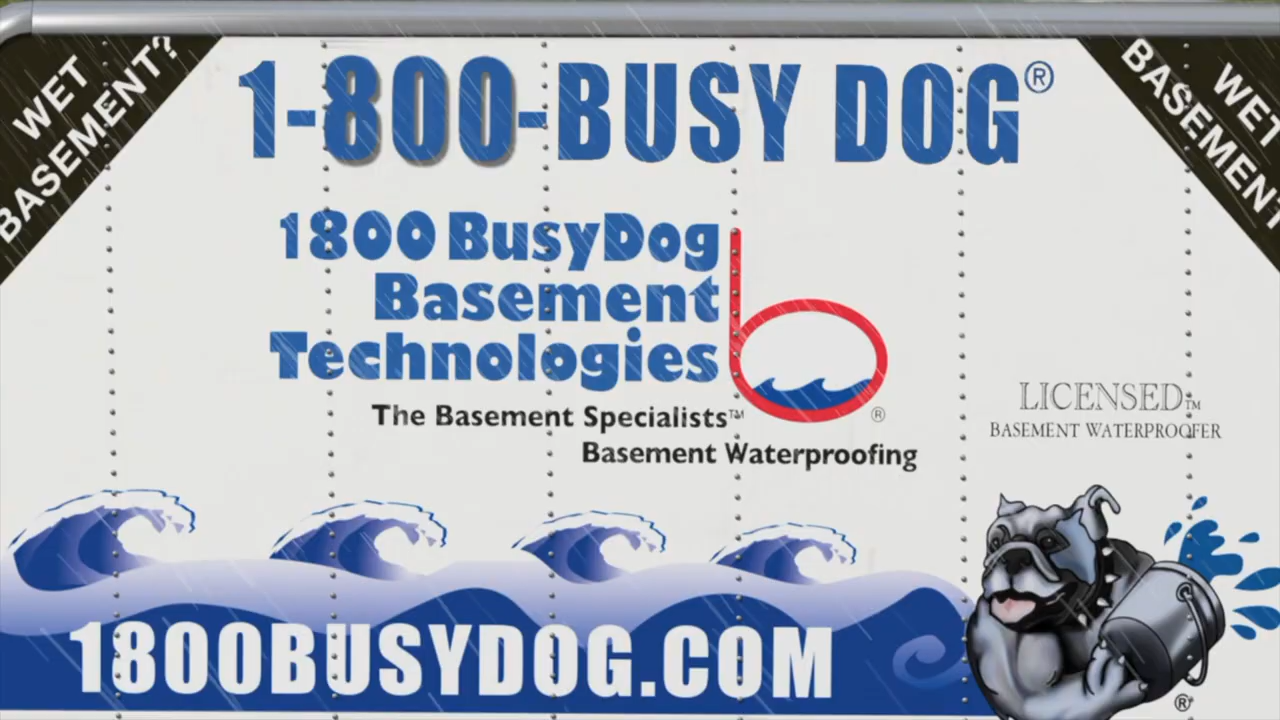 WET
BASEMENT?
1-800-BUSY DOG®
WET
BASEMENT
1800 BusyDog
Basement
Technologies
b
®
The Basement Specialists™
Basement Waterproofing
LICENSED™
BASEMENT WATERPROOFER
1800BUSYDOG.COM
®